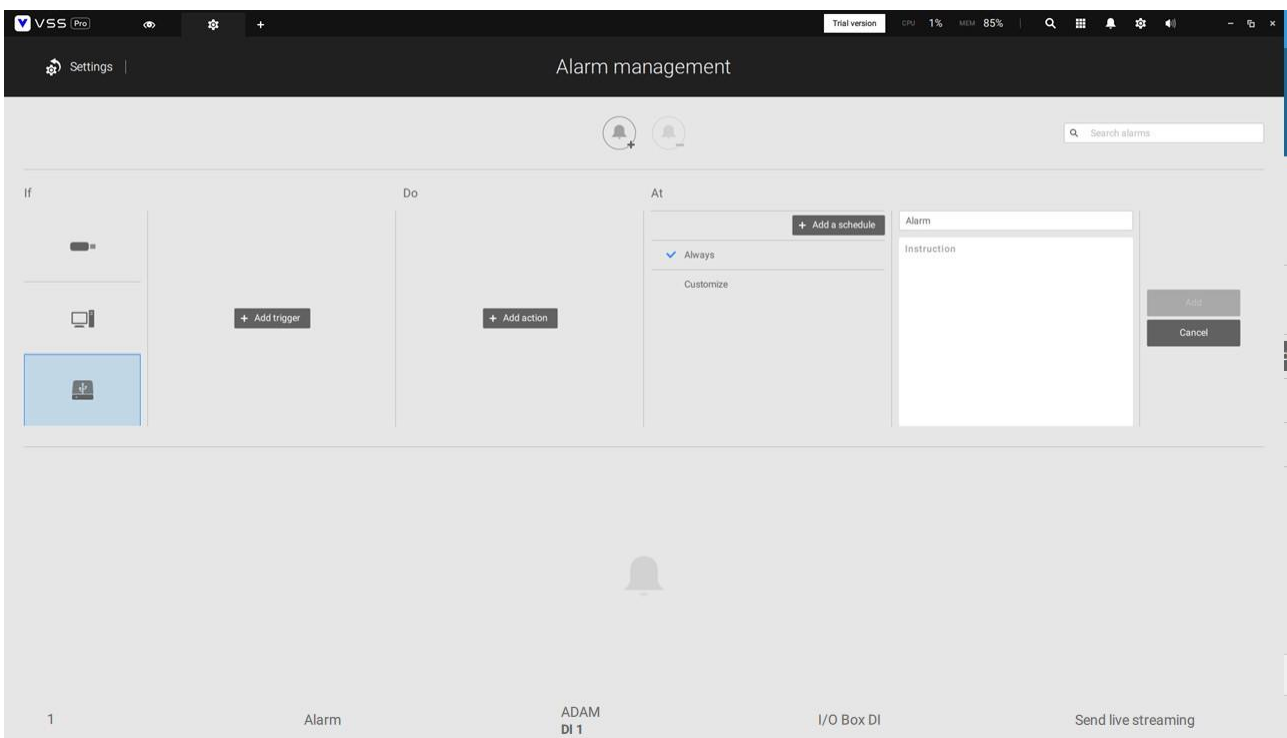 VSS Pro
Trial version CPU 1% MEM 85%
Settings
Alarm management
Search alarms
If Do At
+ Add a schedule
Alarm
Always
Instruction
Customize
+ Add trigger
+ Add action
Add
Cancel
1 Alarm ADAM I/O Box DI Send live streaming
DI 1